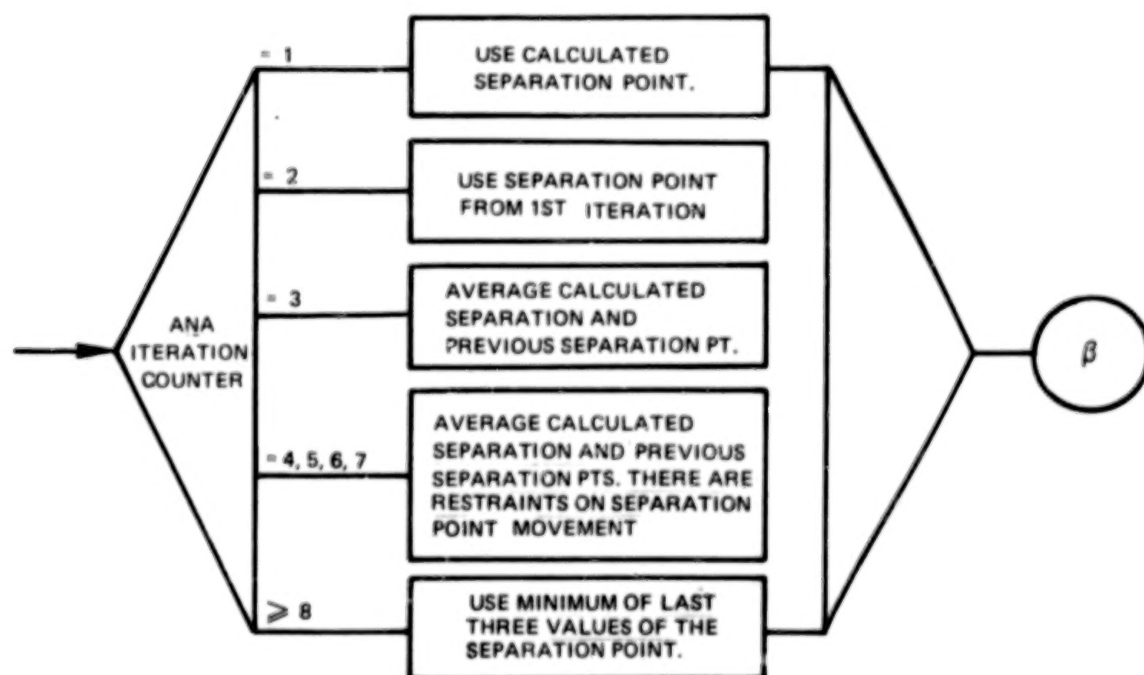 ANA
ITERATION
COUNTER
= 1
USE CALCULATED
SEPARATION POINT.
= 2
USE SEPARATION POINT
FROM 1ST ITERATION
= 3
AVERAGE CALCULATED
SEPARATION AND
PREVIOUS SEPARATION PT.
= 4, 5, 6, 7
AVERAGE CALCULATED
SEPARATION AND PREVIOUS
SEPARATION PTS. THERE ARE
RESTRAINTS ON SEPARATION
POINT MOVEMENT
⩾ 8
USE MINIMUM OF LAST
THREE VALUES OF THE
SEPARATION POINT.
β